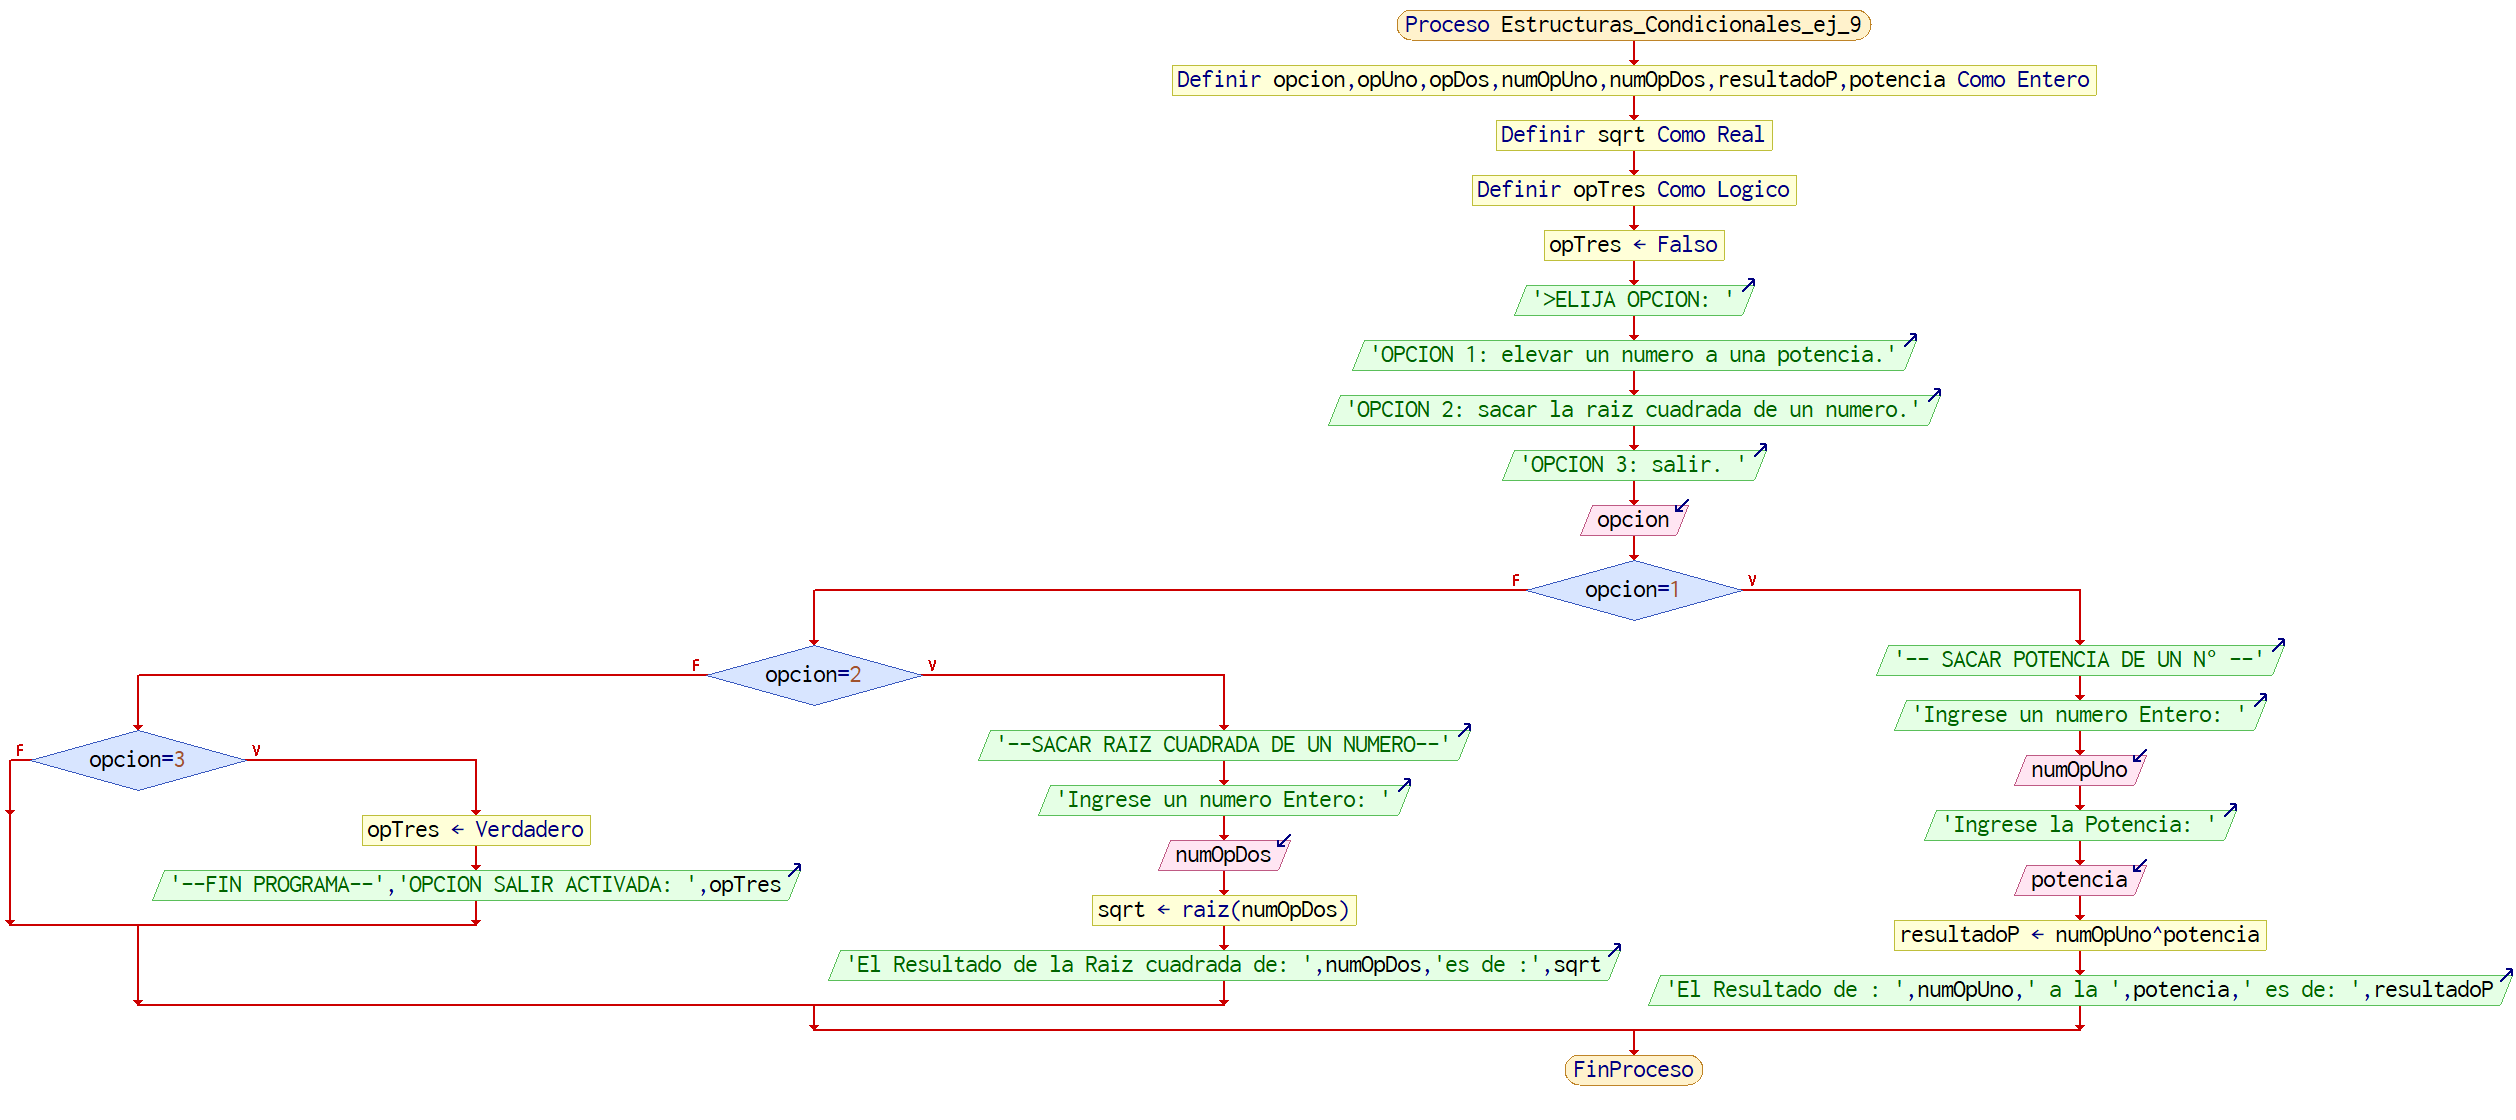 Proceso Estructuras_Condicionales_ej_9
Definir opcion,opUno,opDos,numOpUno,numOpDos,resultadoP,potencia Como Entero
Definir sqrt Como Real
Definir opTres Como Logico
opTres ← Falso
'>ELIJA OPCION: '
'OPCION 1: elevar un numero a una potencia.'
'OPCION 2: sacar la raiz cuadrada de un numero.'
'OPCION 3: salir. '
opcion
F
opcion=1
V
F
opcion=2
V
F
opcion=3
V
opTres ← Verdadero
'--FIN PROGRAMA--','OPCION SALIR ACTIVADA: ',opTres
'--SACAR RAIZ CUADRADA DE UN NUMERO--'
'Ingrese un numero Entero: '
numOpDos
sqrt ← raiz(numOpDos)
'El Resultado de la Raiz cuadrada de: ',numOpDos,'es de :',sqrt
'-- SACAR POTENCIA DE UN N° --'
'Ingrese un numero Entero: '
numOpUno
'Ingrese la Potencia: '
potencia
resultadoP ← numOpUno^potencia
'El Resultado de : ',numOpUno,' a la ',potencia,' es de: ',resultadoP
FinProceso